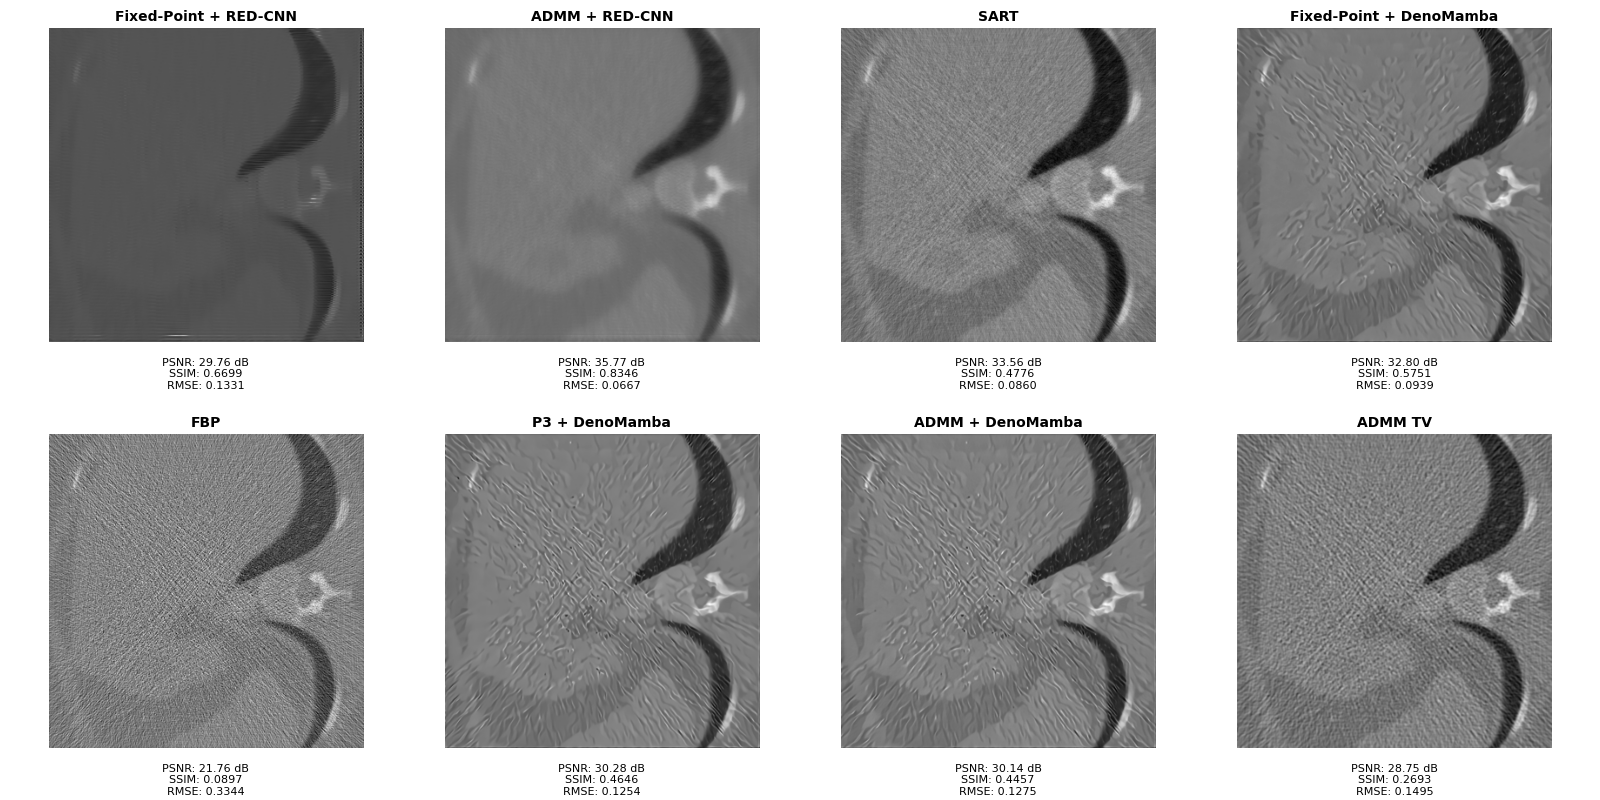 Fixed-Point + RED-CNN
PSNR: 29.76 dB
SSIM: 0.6699
RMSE: 0.1331
ADMM + RED-CNN
PSNR: 35.77 dB
SSIM: 0.8346
RMSE: 0.0667
SART
PSNR: 33.56 dB
SSIM: 0.4776
RMSE: 0.0860
Fixed-Point + DenoMamba
PSNR: 32.80 dB
SSIM: 0.5751
RMSE: 0.0939
FBP
PSNR: 21.76 dB
SSIM: 0.0897
RMSE: 0.3344
P3 + DenoMamba
PSNR: 30.28 dB
SSIM: 0.4646
RMSE: 0.1254
ADMM + DenoMamba
PSNR: 30.14 dB
SSIM: 0.4457
RMSE: 0.1275
ADMM TV
PSNR: 28.75 dB
SSIM: 0.2693
RMSE: 0.1495